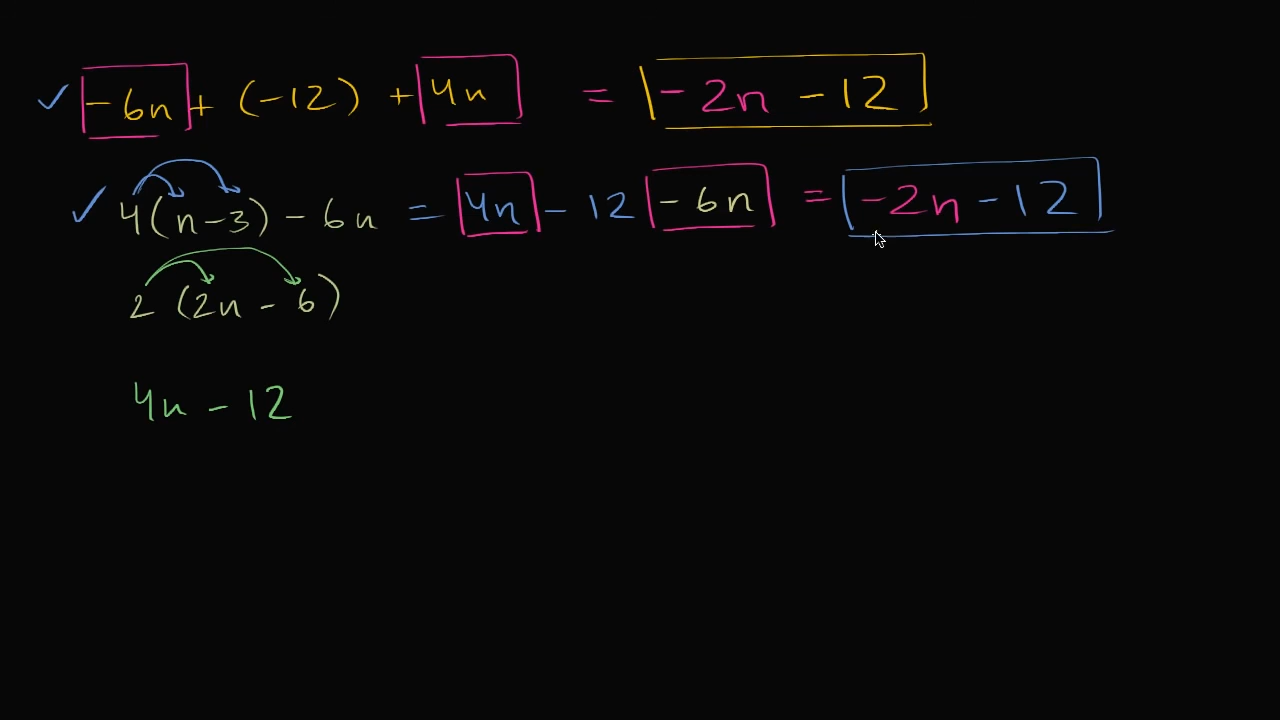 ✓ -6n + (-12) + 4n = -2n - 12
✓ 4(n-3) - 6n = 4n - 12 - 6n = -2n - 12
2 (2n - 6)
4n - 12